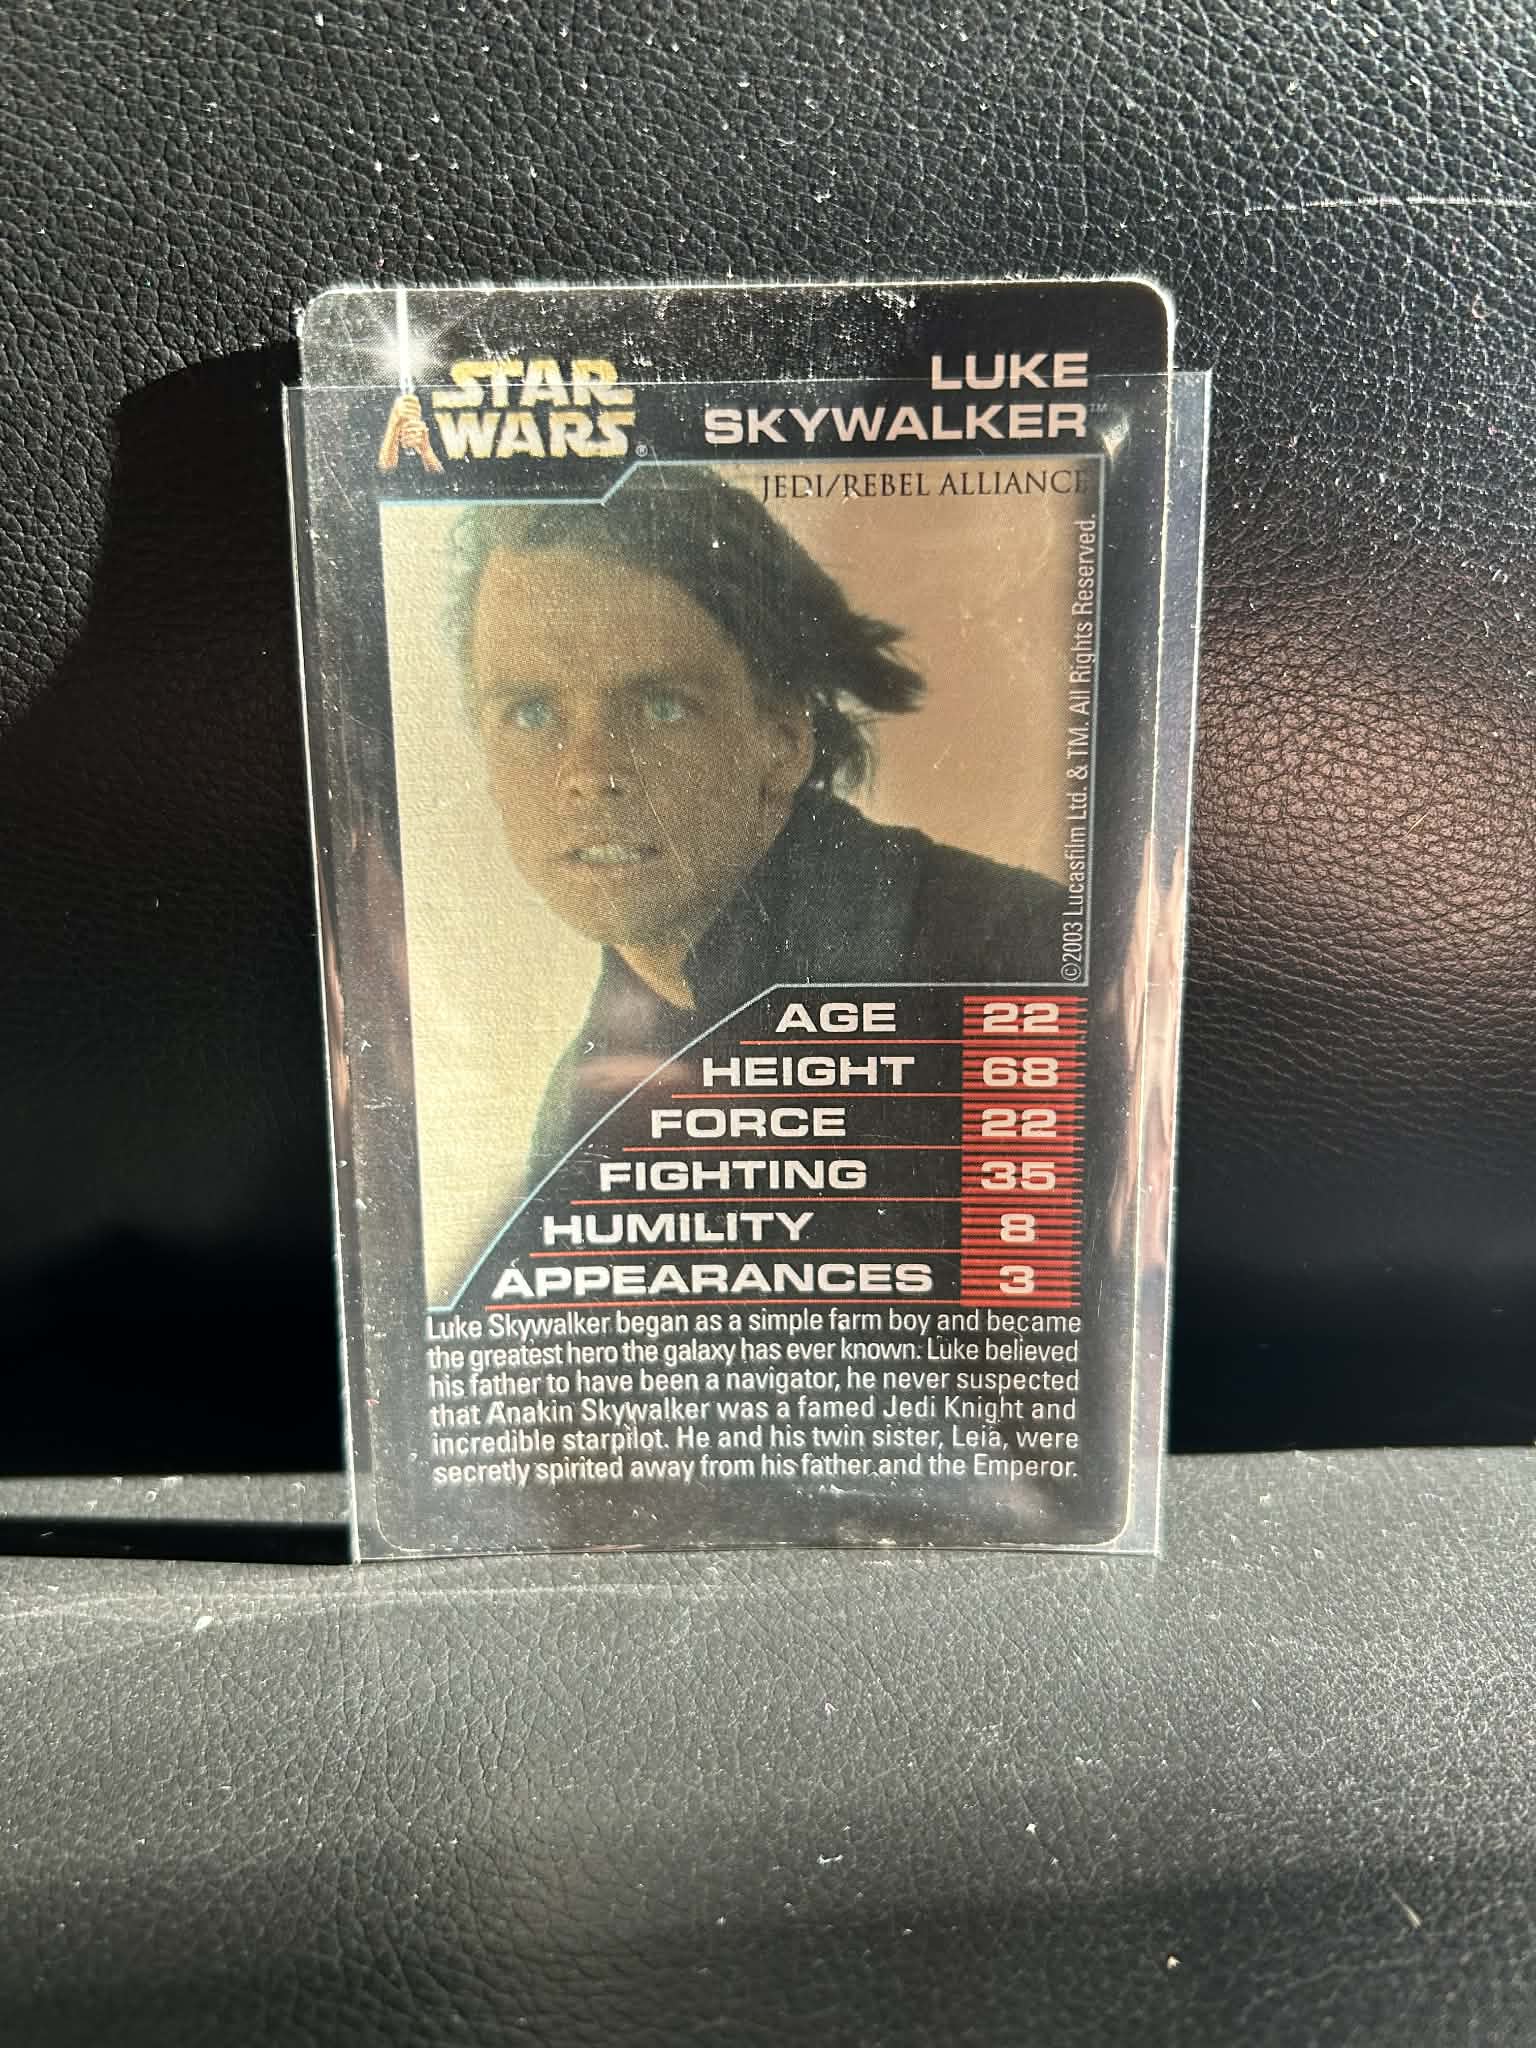 STAR
WARS®
LUKE
SKYWALKER™
JEDI/REBEL ALLIANCE
©2003 Lucasfilm Ltd. & TM. All Rights Reserved.
AGE 22
HEIGHT 68
FORCE 22
FIGHTING 35
HUMILITY 8
APPEARANCES 3
Luke Skywalker began as a simple farm boy and became
the greatest hero the galaxy has ever known. Luke believed
his father to have been a navigator, he never suspected
that Anakin Skywalker was a famed Jedi Knight and
incredible starpilot. He and his twin sister, Leia, were
secretly spirited away from his father and the Emperor.